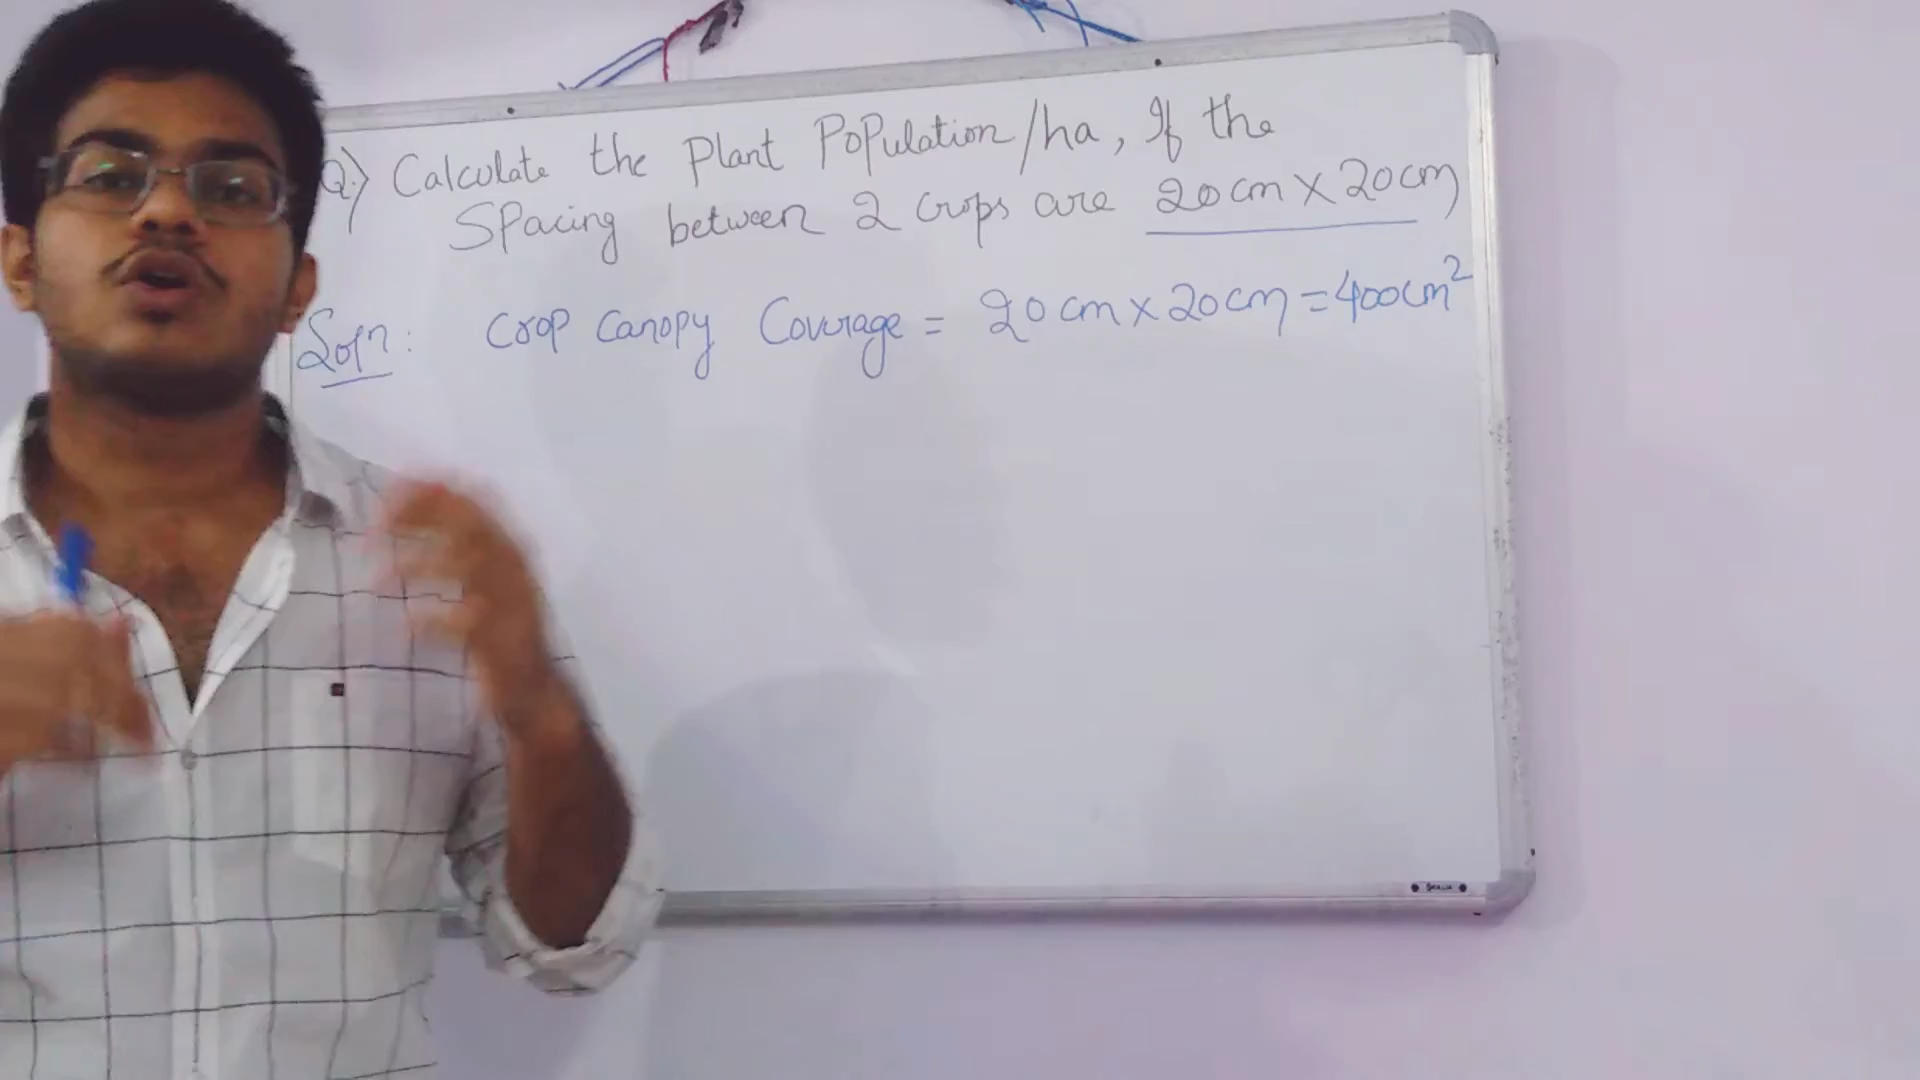 Q.) Calculate the Plant Population/ha, If the
Spacing between 2 crops are 20cm X 20cm
Soln: Crop Canopy Coverage = 20cm x 20cm = 400cm²